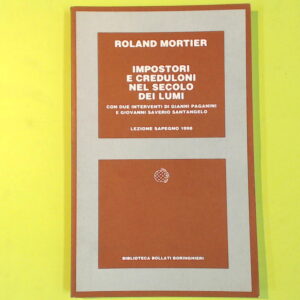 ROLAND MORTIER
IMPOSTORI
E CREDULONI
NEL SECOLO
DEI LUMI
CON DUE INTERVENTI DI GIANNI PAGANINI
E GIOVANNI SAVERIO SANTANGELO
LEZIONE SAPEGNO 1998
BIBLIOTECA BOLLATI BORINGHIERI